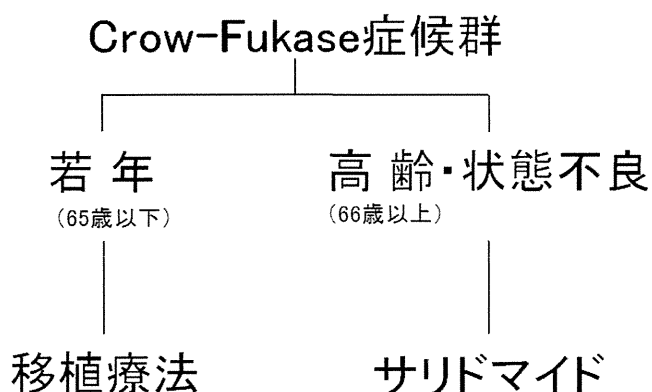 Crow-Fukase症候群
若年
(65歳以下)
高齢・状態不良
(66歳以上)
移植療法
サリドマイド